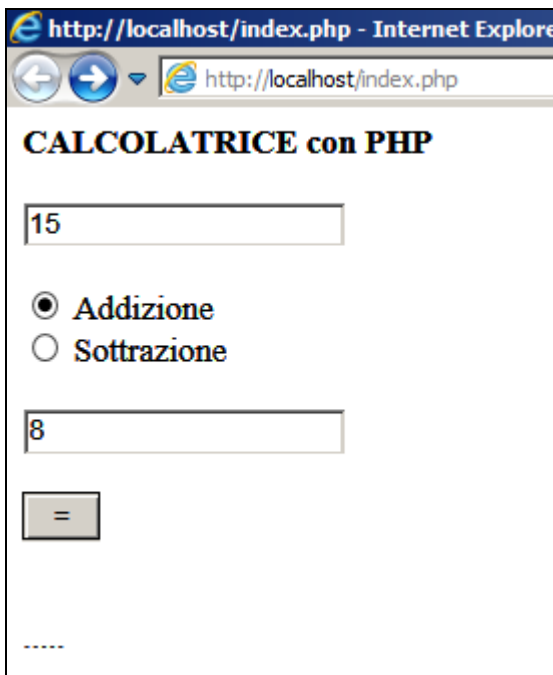 http://localhost/index.php - Internet Explore
http://localhost/index.php
CALCOLATRICE con PHP
15
Addizione
Sottrazione
8
=
-----